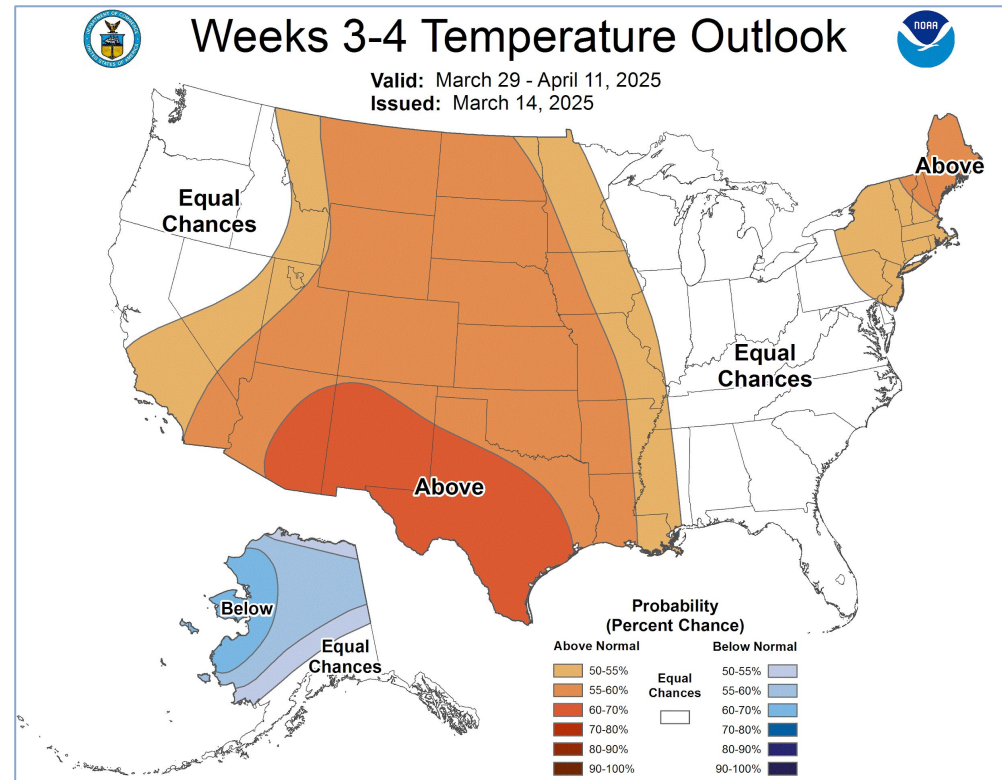 Weeks 3-4 Temperature Outlook
NOAA
Valid: March 29 - April 11, 2025
Issued: March 14, 2025
Equal
Chances
Above
Equal
Chances
Above
Below
Equal
Chances
Probability
(Percent Chance)
Above Normal
Below Normal
50-55%
55-60%
60-70%
70-80%
80-90%
90-100%
Equal
Chances
50-55%
55-60%
60-70%
70-80%
80-90%
90-100%